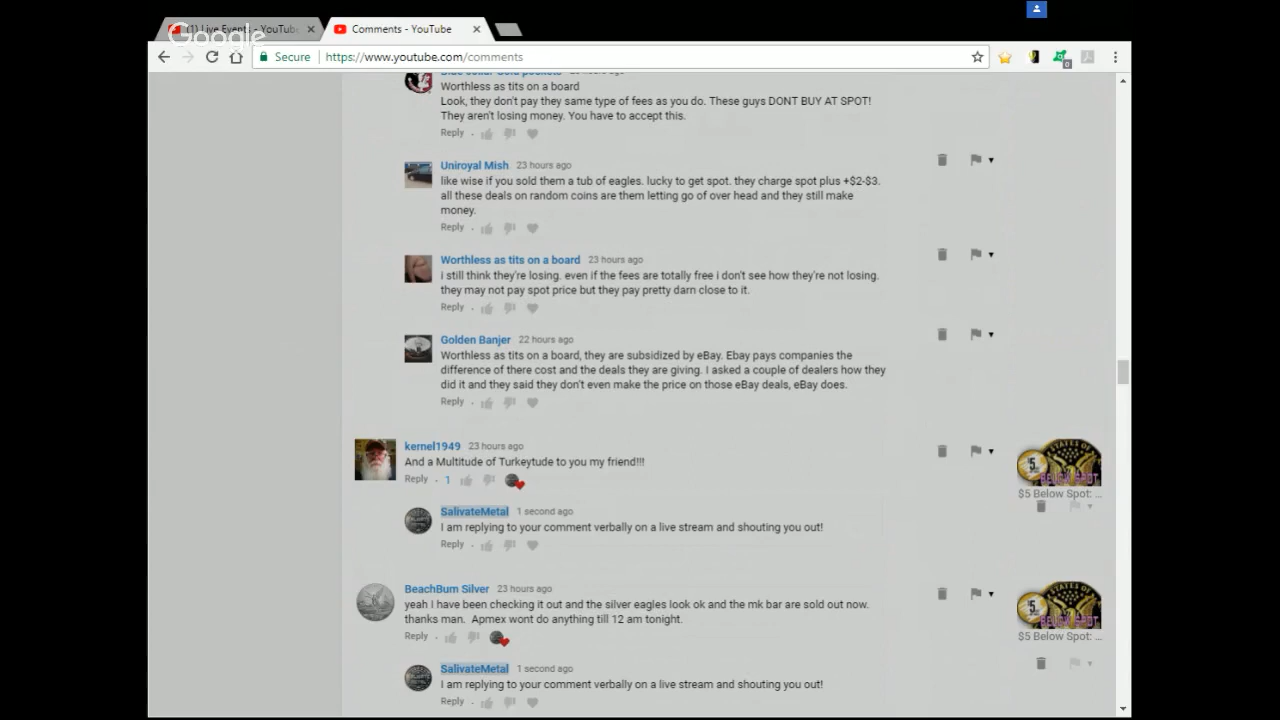 (1) Live Events - YouTube
Comments - YouTube
Google
Secure https://www.youtube.com/comments
Blue Collar Gold pockets 23 hours ago
Worthless as tits on a board
Look, they don't pay they same type of fees as you do. These guys DONT BUY AT SPOT!
They aren't losing money. You have to accept this.
Reply
Uniroyal Mish 23 hours ago
like wise if you sold them a tub of eagles. lucky to get spot. they charge spot plus +$2-$3.
all these deals on random coins are them letting go of over head and they still make
money.
Reply
Worthless as tits on a board 23 hours ago
i still think they're losing. even if the fees are totally free i don't see how they're not losing.
they may not pay spot price but they pay pretty darn close to it.
Reply
Golden Banjer 22 hours ago
Worthless as tits on a board, they are subsidized by eBay. Ebay pays companies the
difference of there cost and the deals they are giving. I asked a couple of dealers how they
did it and they said they don't even make the price on those eBay deals, eBay does.
Reply
kernel1949 23 hours ago
And a Multitude of Turkeytude to you my friend!!!
Reply 1
$5 Below Spot: ...
SalivateMetal 1 second ago
I am replying to your comment verbally on a live stream and shouting you out!
Reply
BeachBum Silver 23 hours ago
yeah I have been checking it out and the silver eagles look ok and the mk bar are sold out now.
thanks man. Apmex wont do anything till 12 am tonight.
Reply
$5 Below Spot: ...
SalivateMetal 1 second ago
I am replying to your comment verbally on a live stream and shouting you out!
Reply